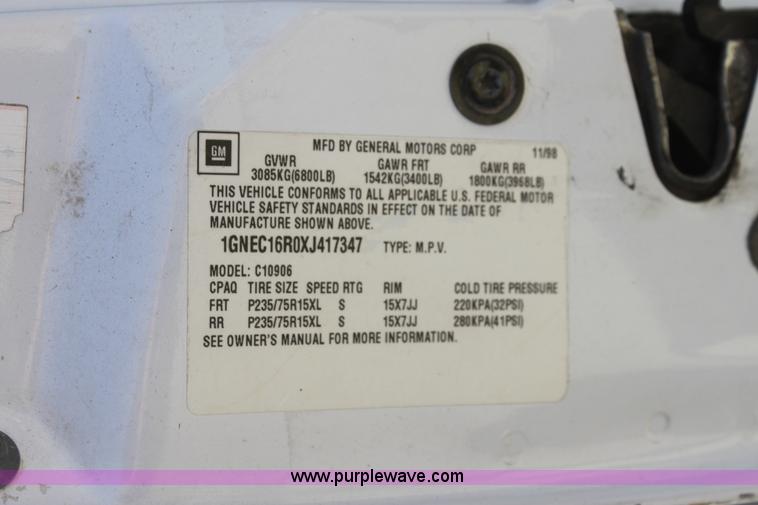 GM
MFD BY GENERAL MOTORS CORP 11/98
GVWR GAWR FRT GAWR RR
3085KG(6800LB) 1542KG(3400LB) 1800KG(3968LB)
THIS VEHICLE CONFORMS TO ALL APPLICABLE U.S. FEDERAL MOTOR
VEHICLE SAFETY STANDARDS IN EFFECT ON THE DATE OF
MANUFACTURE SHOWN ABOVE.
1GNEC16R0XJ417347 TYPE: M.P.V.
MODEL: C10906
CPAQ TIRE SIZE SPEED RTG RIM COLD TIRE PRESSURE
FRT P235/75R15XL S 15X7JJ 220KPA(32PSI)
RR P235/75R15XL S 15X7JJ 280KPA(41PSI)
SEE OWNER'S MANUAL FOR MORE INFORMATION.
www.purplewave.com